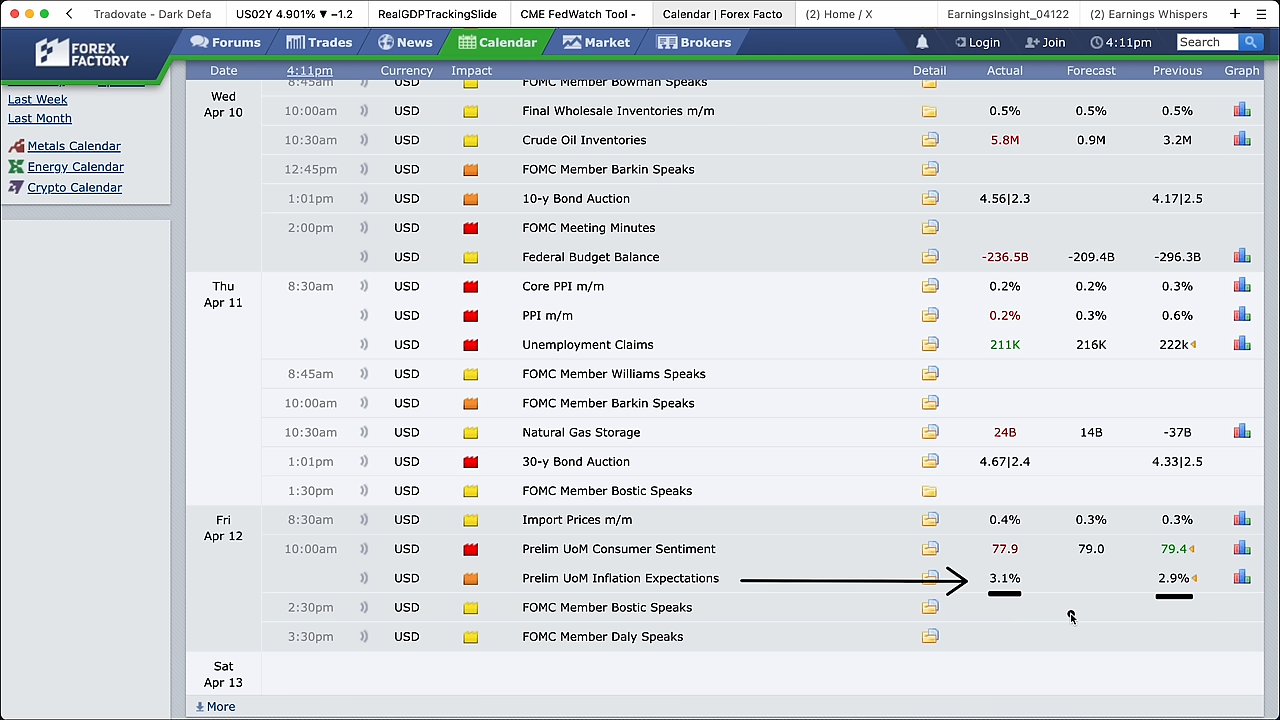 Tradovate - Dark Defa US02Y 4.901% ▼ −1.2 RealGDPTrackingSlide CME FedWatch Tool - Calendar | Forex Facto (2) Home / X EarningsInsight_04122 (2) Earnings Whispers
FOREX FACTORY Forums Trades News Calendar Market Brokers Login Join 4:11pm Search
Date 4:11pm Currency Impact Detail Actual Forecast Previous Graph
Last Week
Last Month
Metals Calendar
Energy Calendar
Crypto Calendar
8:45am USD FOMC Member Bowman Speaks
Wed Apr 10 10:00am USD Final Wholesale Inventories m/m 0.5% 0.5% 0.5%
10:30am USD Crude Oil Inventories 5.8M 0.9M 3.2M
12:45pm USD FOMC Member Barkin Speaks
1:01pm USD 10-y Bond Auction 4.56|2.3 4.17|2.5
2:00pm USD FOMC Meeting Minutes
USD Federal Budget Balance -236.5B -209.4B -296.3B
Thu Apr 11 8:30am USD Core PPI m/m 0.2% 0.2% 0.3%
USD PPI m/m 0.2% 0.3% 0.6%
USD Unemployment Claims 211K 216K 222k
8:45am USD FOMC Member Williams Speaks
10:00am USD FOMC Member Barkin Speaks
10:30am USD Natural Gas Storage 24B 14B -37B
1:01pm USD 30-y Bond Auction 4.67|2.4 4.33|2.5
1:30pm USD FOMC Member Bostic Speaks
Fri Apr 12 8:30am USD Import Prices m/m 0.4% 0.3% 0.3%
10:00am USD Prelim UoM Consumer Sentiment 77.9 79.0 79.4
USD Prelim UoM Inflation Expectations 3.1% 2.9%
2:30pm USD FOMC Member Bostic Speaks
3:30pm USD FOMC Member Daly Speaks
Sat Apr 13
More